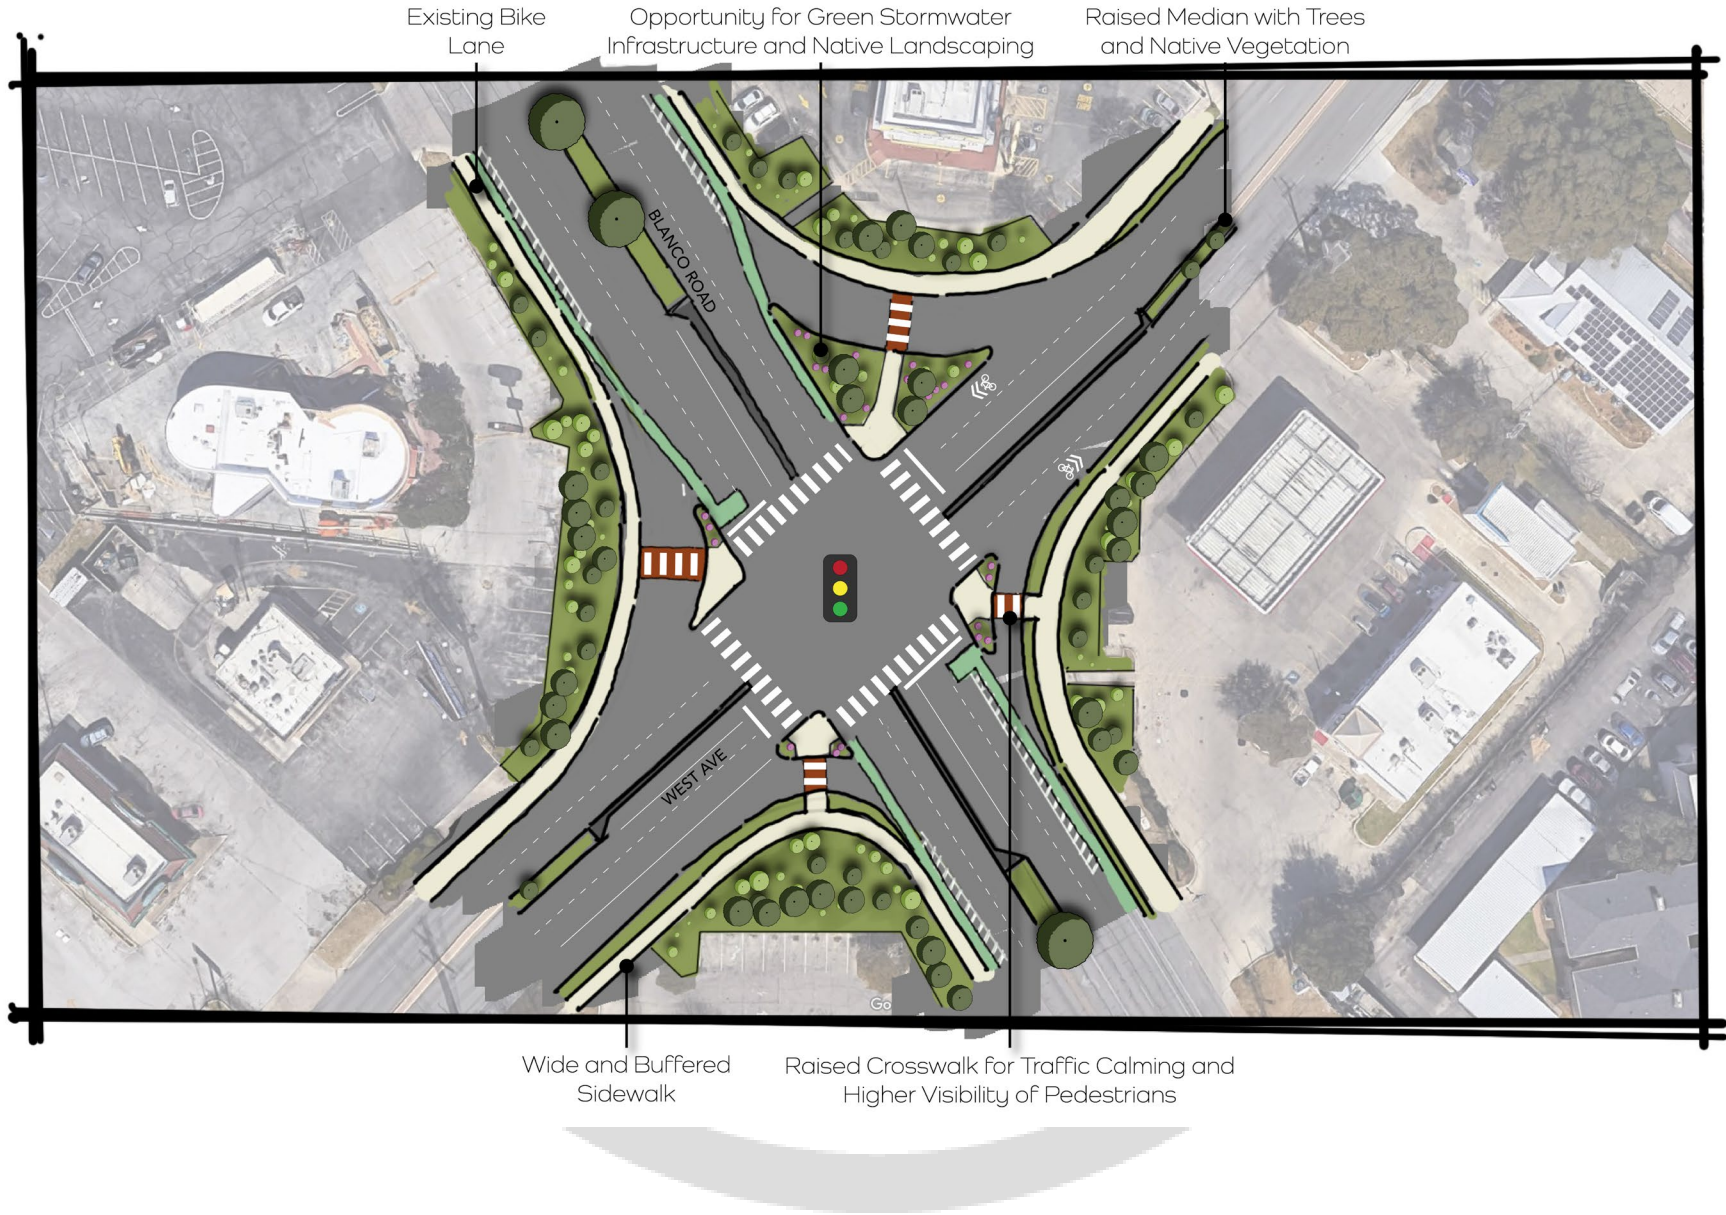 Existing Bike
Lane
Opportunity for Green Stormwater
Infrastructure and Native Landscaping
Raised Median with Trees
and Native Vegetation
BLANCO ROAD
WEST AVE
Go
Wide and Buffered
Sidewalk
Raised Crosswalk for Traffic Calming and
Higher Visibility of Pedestrians